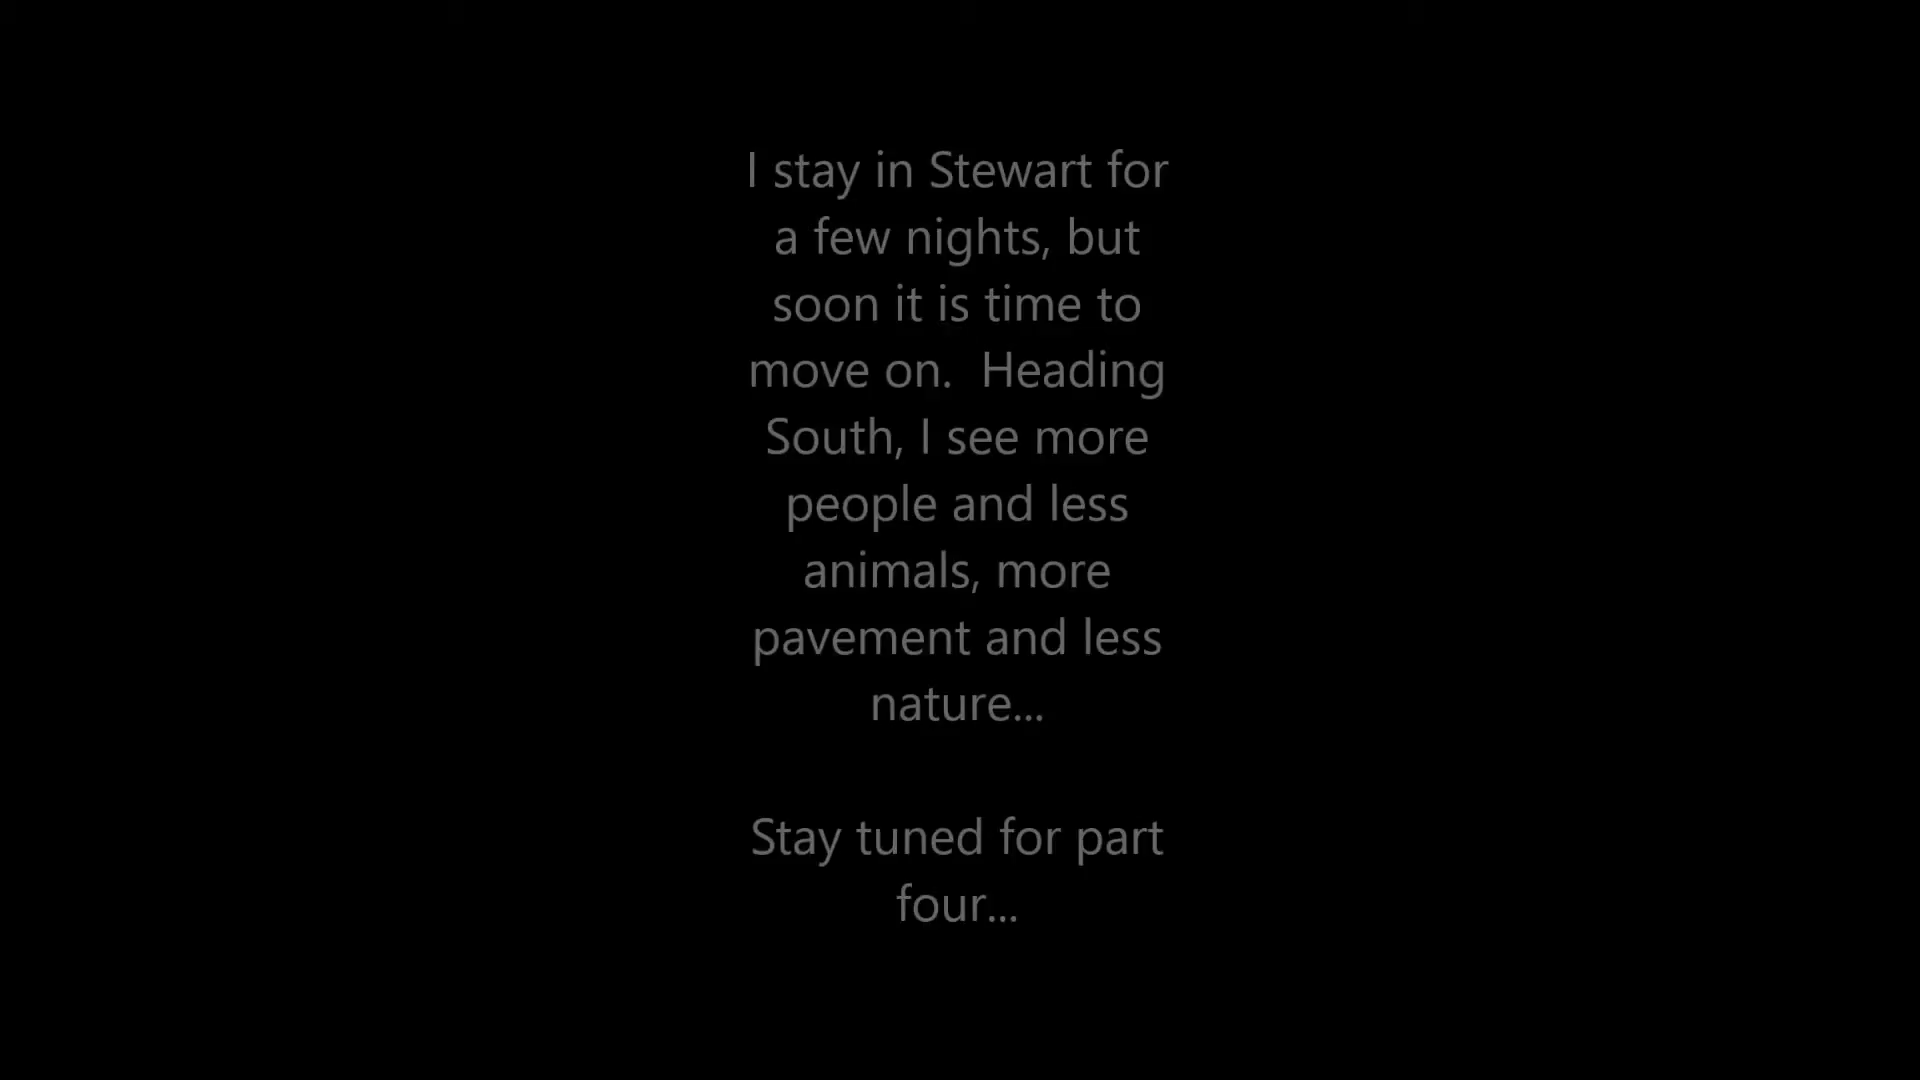 I stay in Stewart for
a few nights, but
soon it is time to
move on.  Heading
South, I see more
people and less
animals, more
pavement and less
nature...
Stay tuned for part
four...